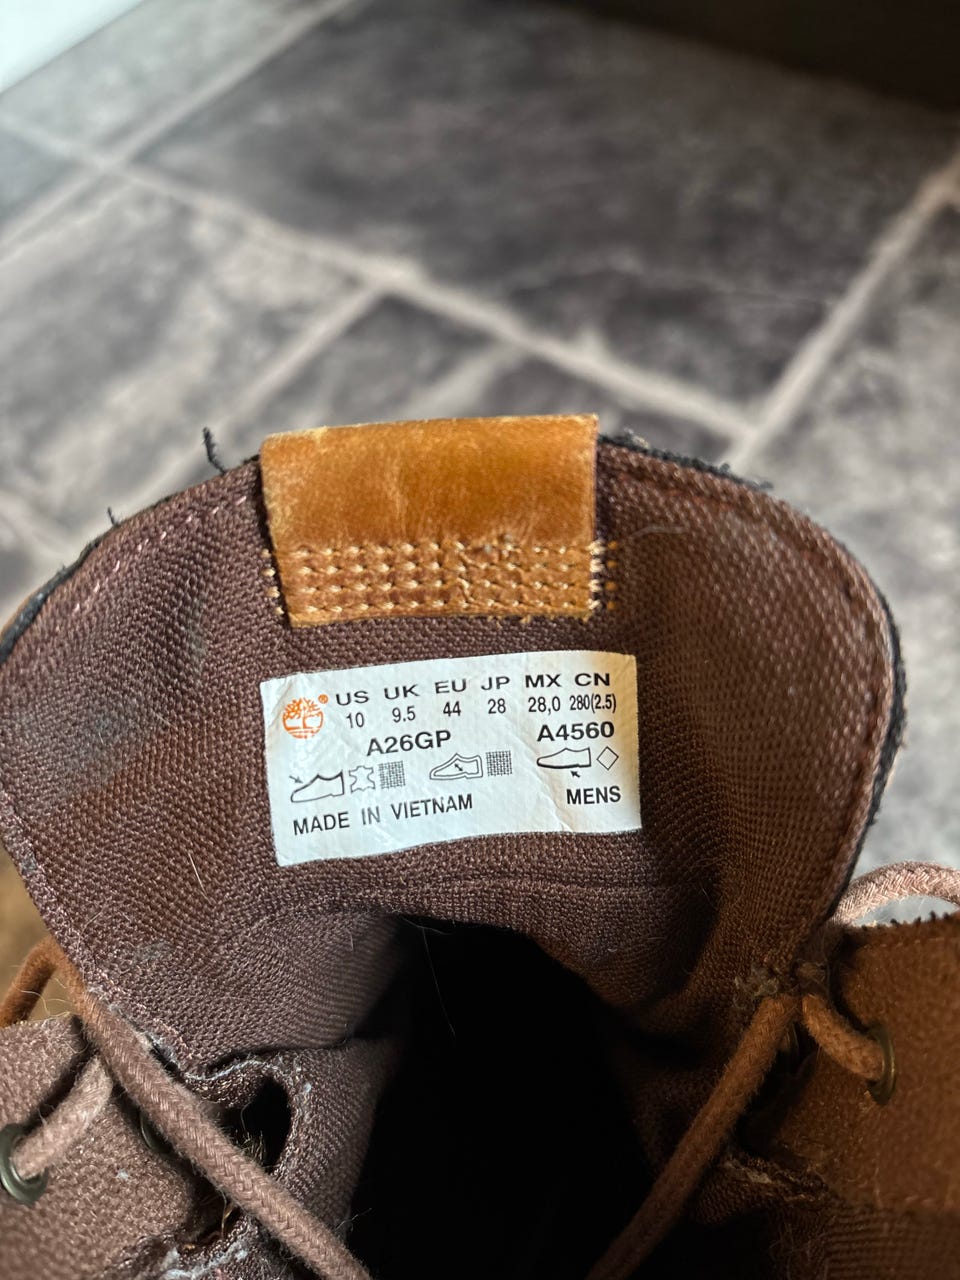 ® US UK EU JP MX CN
10 9.5 44 28 28,0 280(2.5)
A26GP A4560
MADE IN VIETNAM MENS